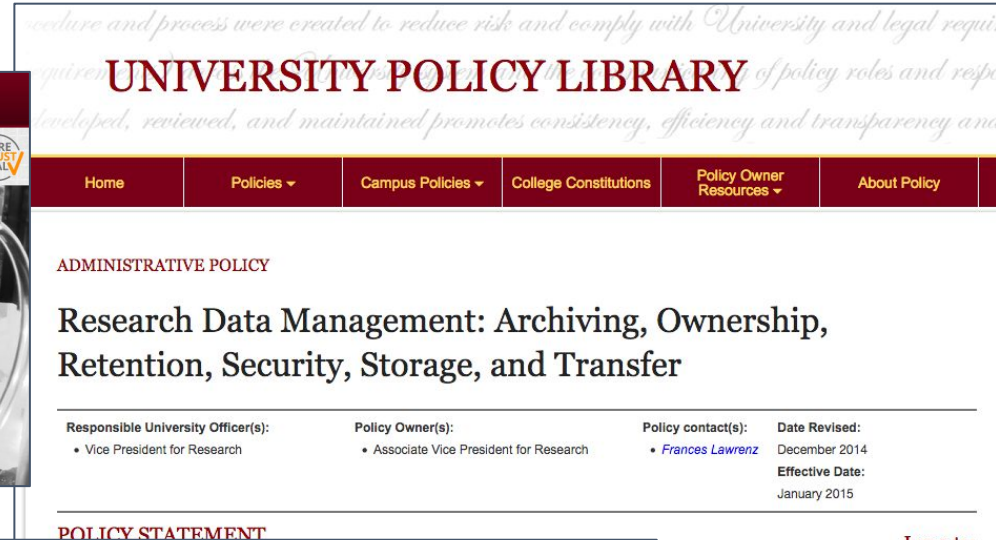 cedure and process were created to reduce risk and comply with University and legal requi
UNIVERSITY POLICY LIBRARY
of policy roles and respo
developed, reviewed, and maintained promotes consistency, efficiency and transparency and
Home
Policies
Campus Policies
College Constitutions
Policy Owner
Resources
About Policy
ADMINISTRATIVE POLICY
Research Data Management: Archiving, Ownership,
Retention, Security, Storage, and Transfer
Responsible University Officer(s):
• Vice President for Research
Policy Owner(s):
• Associate Vice President for Research
Policy contact(s):
• Frances Lawrenz
Date Revised:
December 2014
Effective Date:
January 2015
POLICY STATEMENT